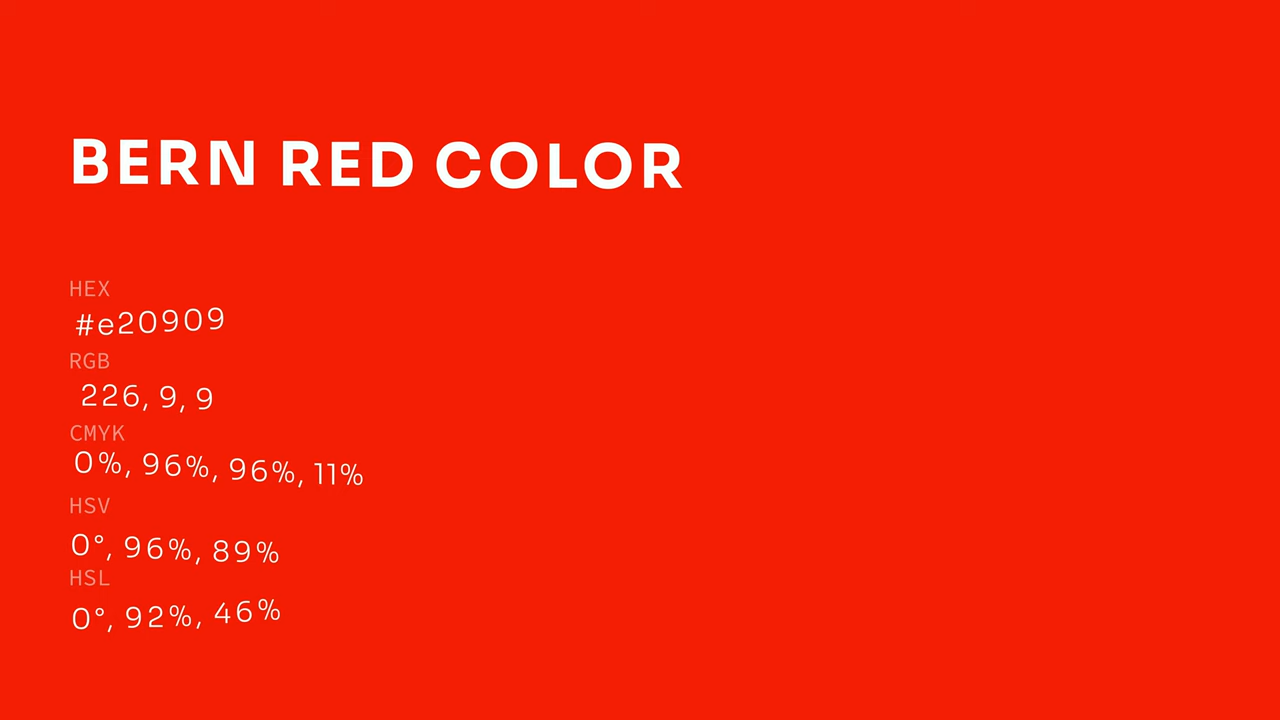 BERN RED COLOR
HEX
#e20909
RGB
226, 9, 9
CMYK
0%, 96%, 96%, 11%
HSV
0°, 96%, 89%
HSL
0°, 92%, 46%